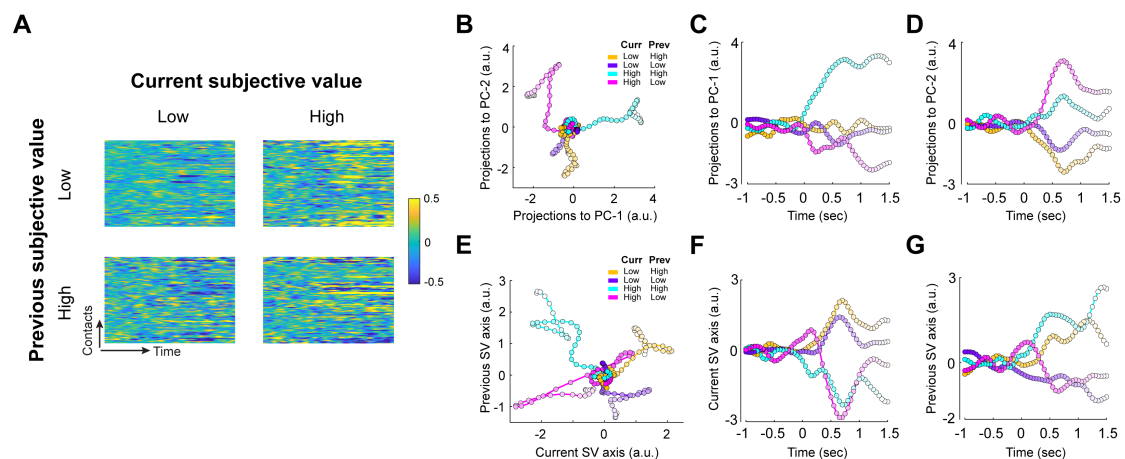 A
Current subjective value
Low
High
Previous subjective value
Low
High
Contacts
Time
0.5
0
-0.5
B
Projections to PC-2 (a.u.)
4
2
0
-2
-2
0
2
4
Projections to PC-1 (a.u.)
Curr Prev
Low High
Low Low
High High
High Low
C
Projections to PC-1 (a.u.)
4
0
-3
-1
-0.5
0
0.5
1
1.5
Time (sec)
D
Projections to PC-2 (a.u.)
4
0
-3
-1
-0.5
0
0.5
1
1.5
Time (sec)
E
Previous SV axis (a.u.)
3
2
1
0
-1
-2
0
2
Current SV axis (a.u.)
Curr Prev
Low High
Low Low
High High
High Low
F
Current SV axis (a.u.)
3
0
-3
-1
-0.5
0
0.5
1
1.5
Time (sec)
G
Previous SV axis (a.u.)
3
0
-2
-1
-0.5
0
0.5
1
1.5
Time (sec)